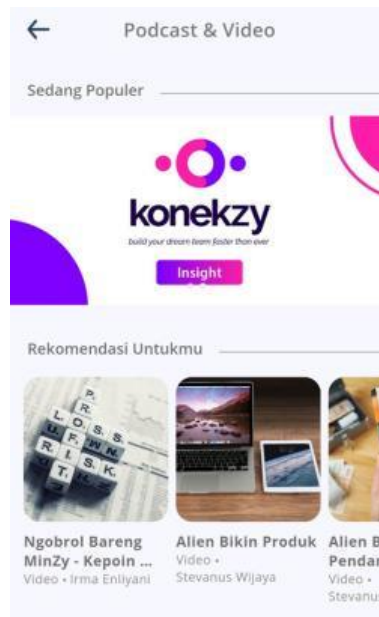 Podcast & Video
Sedang Populer
konekzy
build your dream team faster than ever
Insight
Rekomendasi Untukmu
P.
R.
L.O.S.S.
U.F.W.N.
F.I.S.K.
I.
T.
Ngobrol Bareng
MinZy - Kepoin ...
Video • Irma Enliyani
Alien Bikin Produk
Video •
Stevanus Wijaya
Alien B
Pendar
Video •
Stevanus